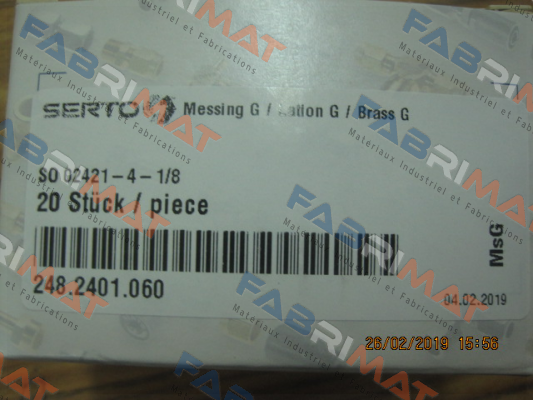 SERTO Messing G / Laiton G / Brass G
SO 02421-4-1/8
20 Stück / piece
MsG
248.2401.060
04.02.2019
26/02/2019 15:56
FABRIMAT
Materiaux Industriel et Fabrications